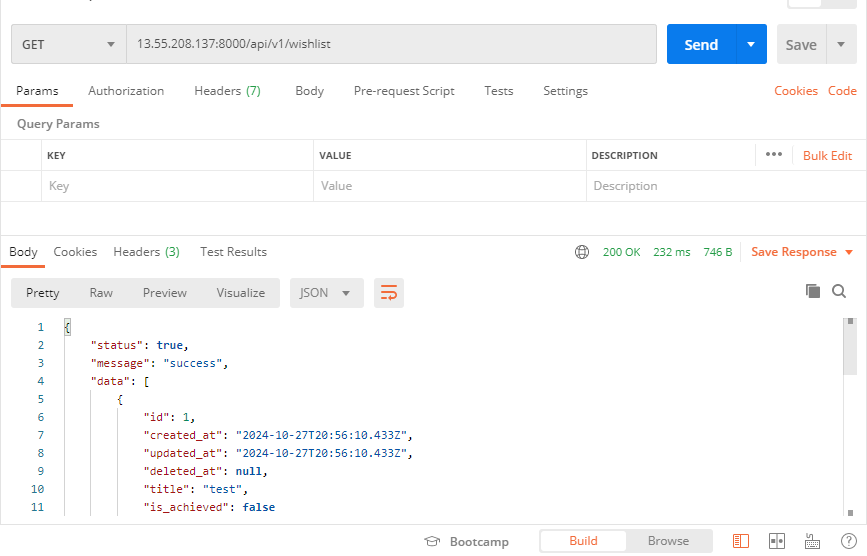 GET 13.55.208.137:8000/api/v1/wishlist Send Save
Params Authorization Headers (7) Body Pre-request Script Tests Settings Cookies Code
Query Params
KEY VALUE DESCRIPTION ••• Bulk Edit
Key Value Description
Body Cookies Headers (3) Test Results 200 OK 232 ms 746 B Save Response
Pretty Raw Preview Visualize JSON
1 {
2 "status": true,
3 "message": "success",
4 "data": [
5 {
6 "id": 1,
7 "created_at": "2024-10-27T20:56:10.433Z",
8 "updated_at": "2024-10-27T20:56:10.433Z",
9 "deleted_at": null,
10 "title": "test",
11 "is_achieved": false
Bootcamp Build Browse ?